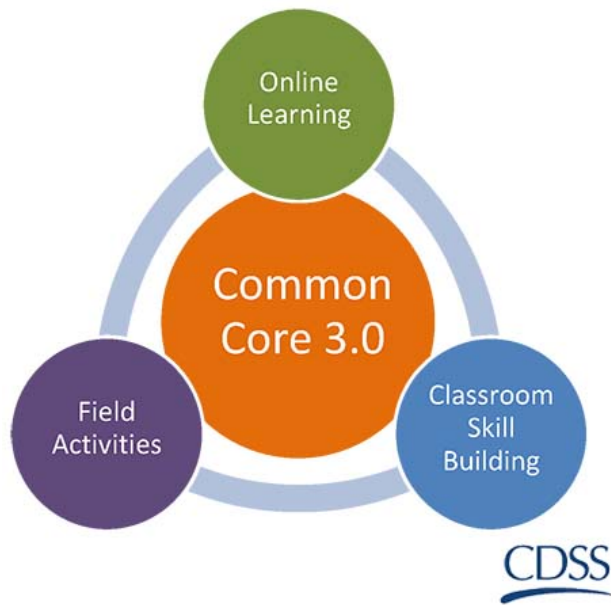 Online
Learning
Common
Core 3.0
Field
Activities
Classroom
Skill
Building
CDSS